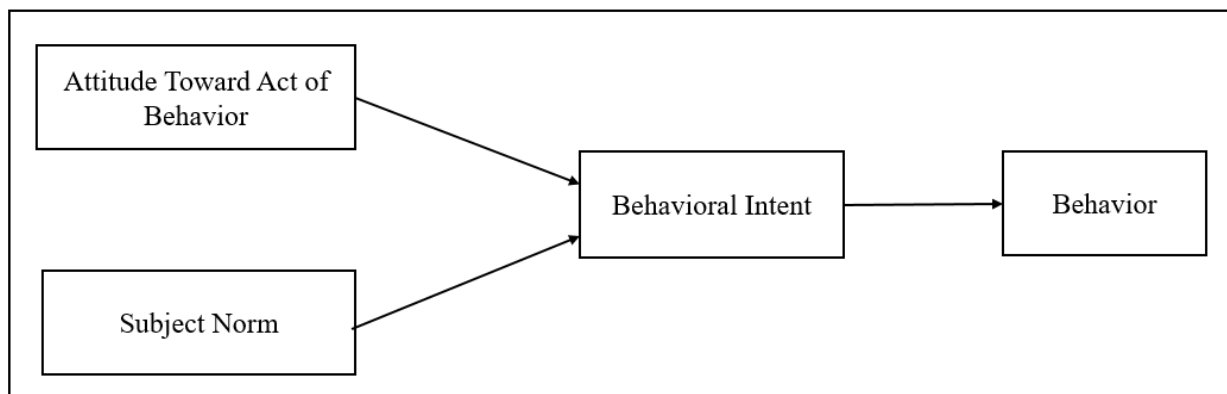 Attitude Toward Act of
Behavior
Behavioral Intent
Behavior
Subject Norm